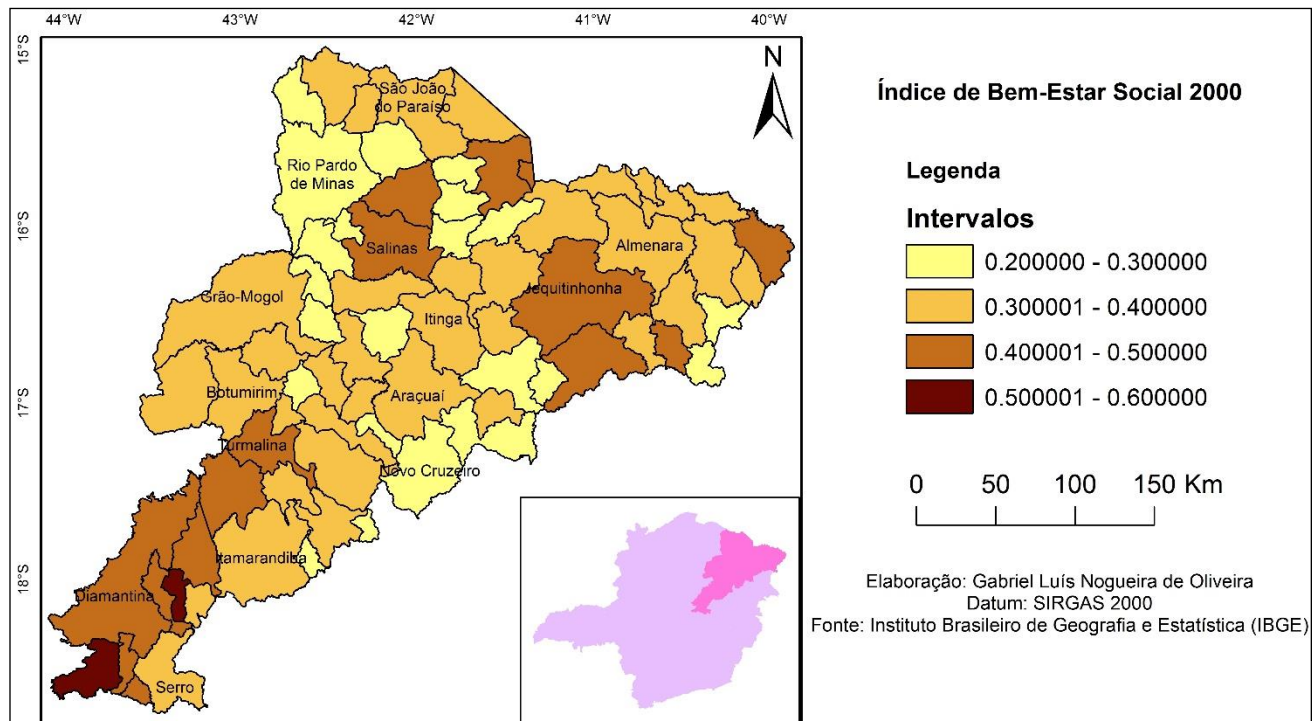 44°W 43°W 42°W 41°W 40°W
15°S
16°S
17°S
18°S
N
São João
do Paraíso
Rio Pardo
de Minas
Salinas
Almenara
Grão-Mogol
Jequitinhonha
Itinga
Botumirim
Araçuaí
Turmalina
Novo Cruzeiro
Itamarandiba
Diamantina
Serro
Índice de Bem-Estar Social 2000
Legenda
Intervalos
0.200000 - 0.300000
0.300001 - 0.400000
0.400001 - 0.500000
0.500001 - 0.600000
0 50 100 150 Km
Elaboração: Gabriel Luís Nogueira de Oliveira
Datum: SIRGAS 2000
Fonte: Instituto Brasileiro de Geografia e Estatística (IBGE)